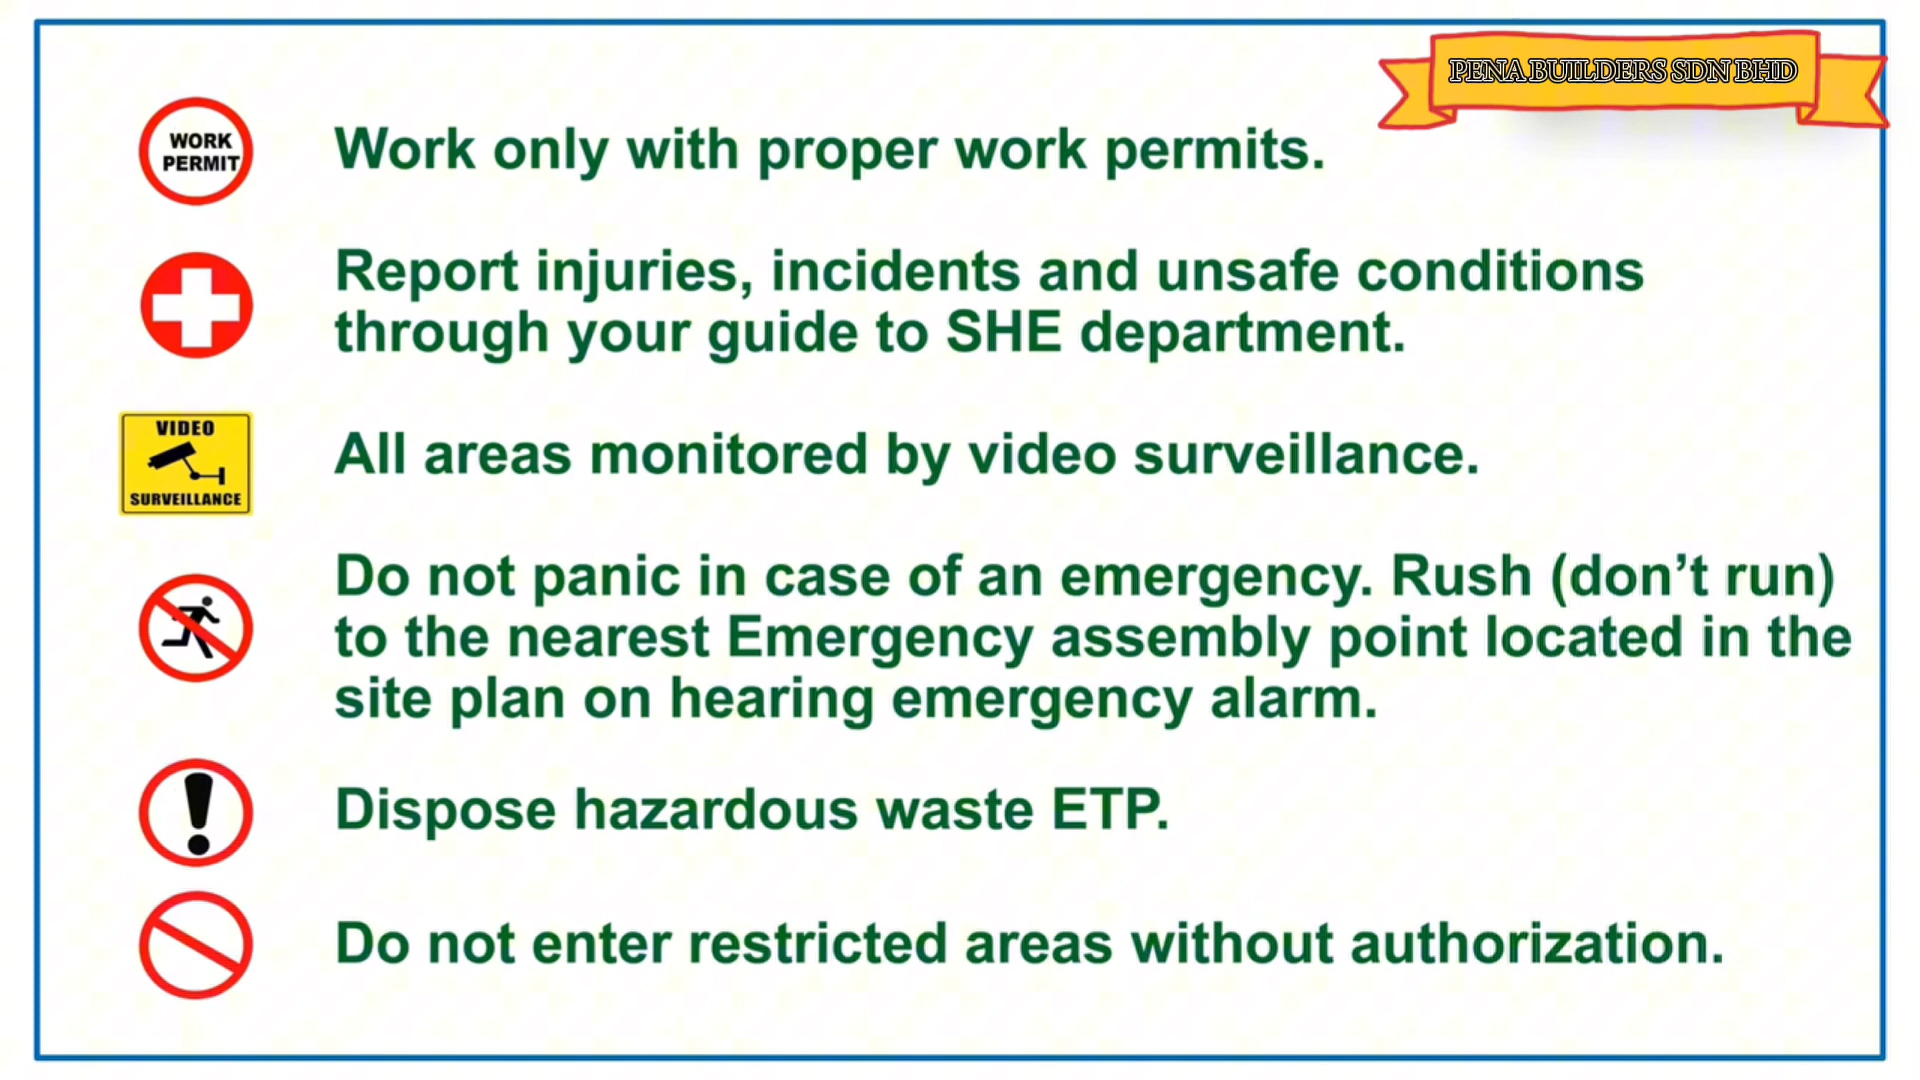 PENA BUILDERS SDN BHD
WORK
PERMIT
Work only with proper work permits.
Report injuries, incidents and unsafe conditions
through your guide to SHE department.
VIDEO
SURVEILLANCE
All areas monitored by video surveillance.
Do not panic in case of an emergency. Rush (don’t run)
to the nearest Emergency assembly point located in the
site plan on hearing emergency alarm.
Dispose hazardous waste ETP.
Do not enter restricted areas without authorization.